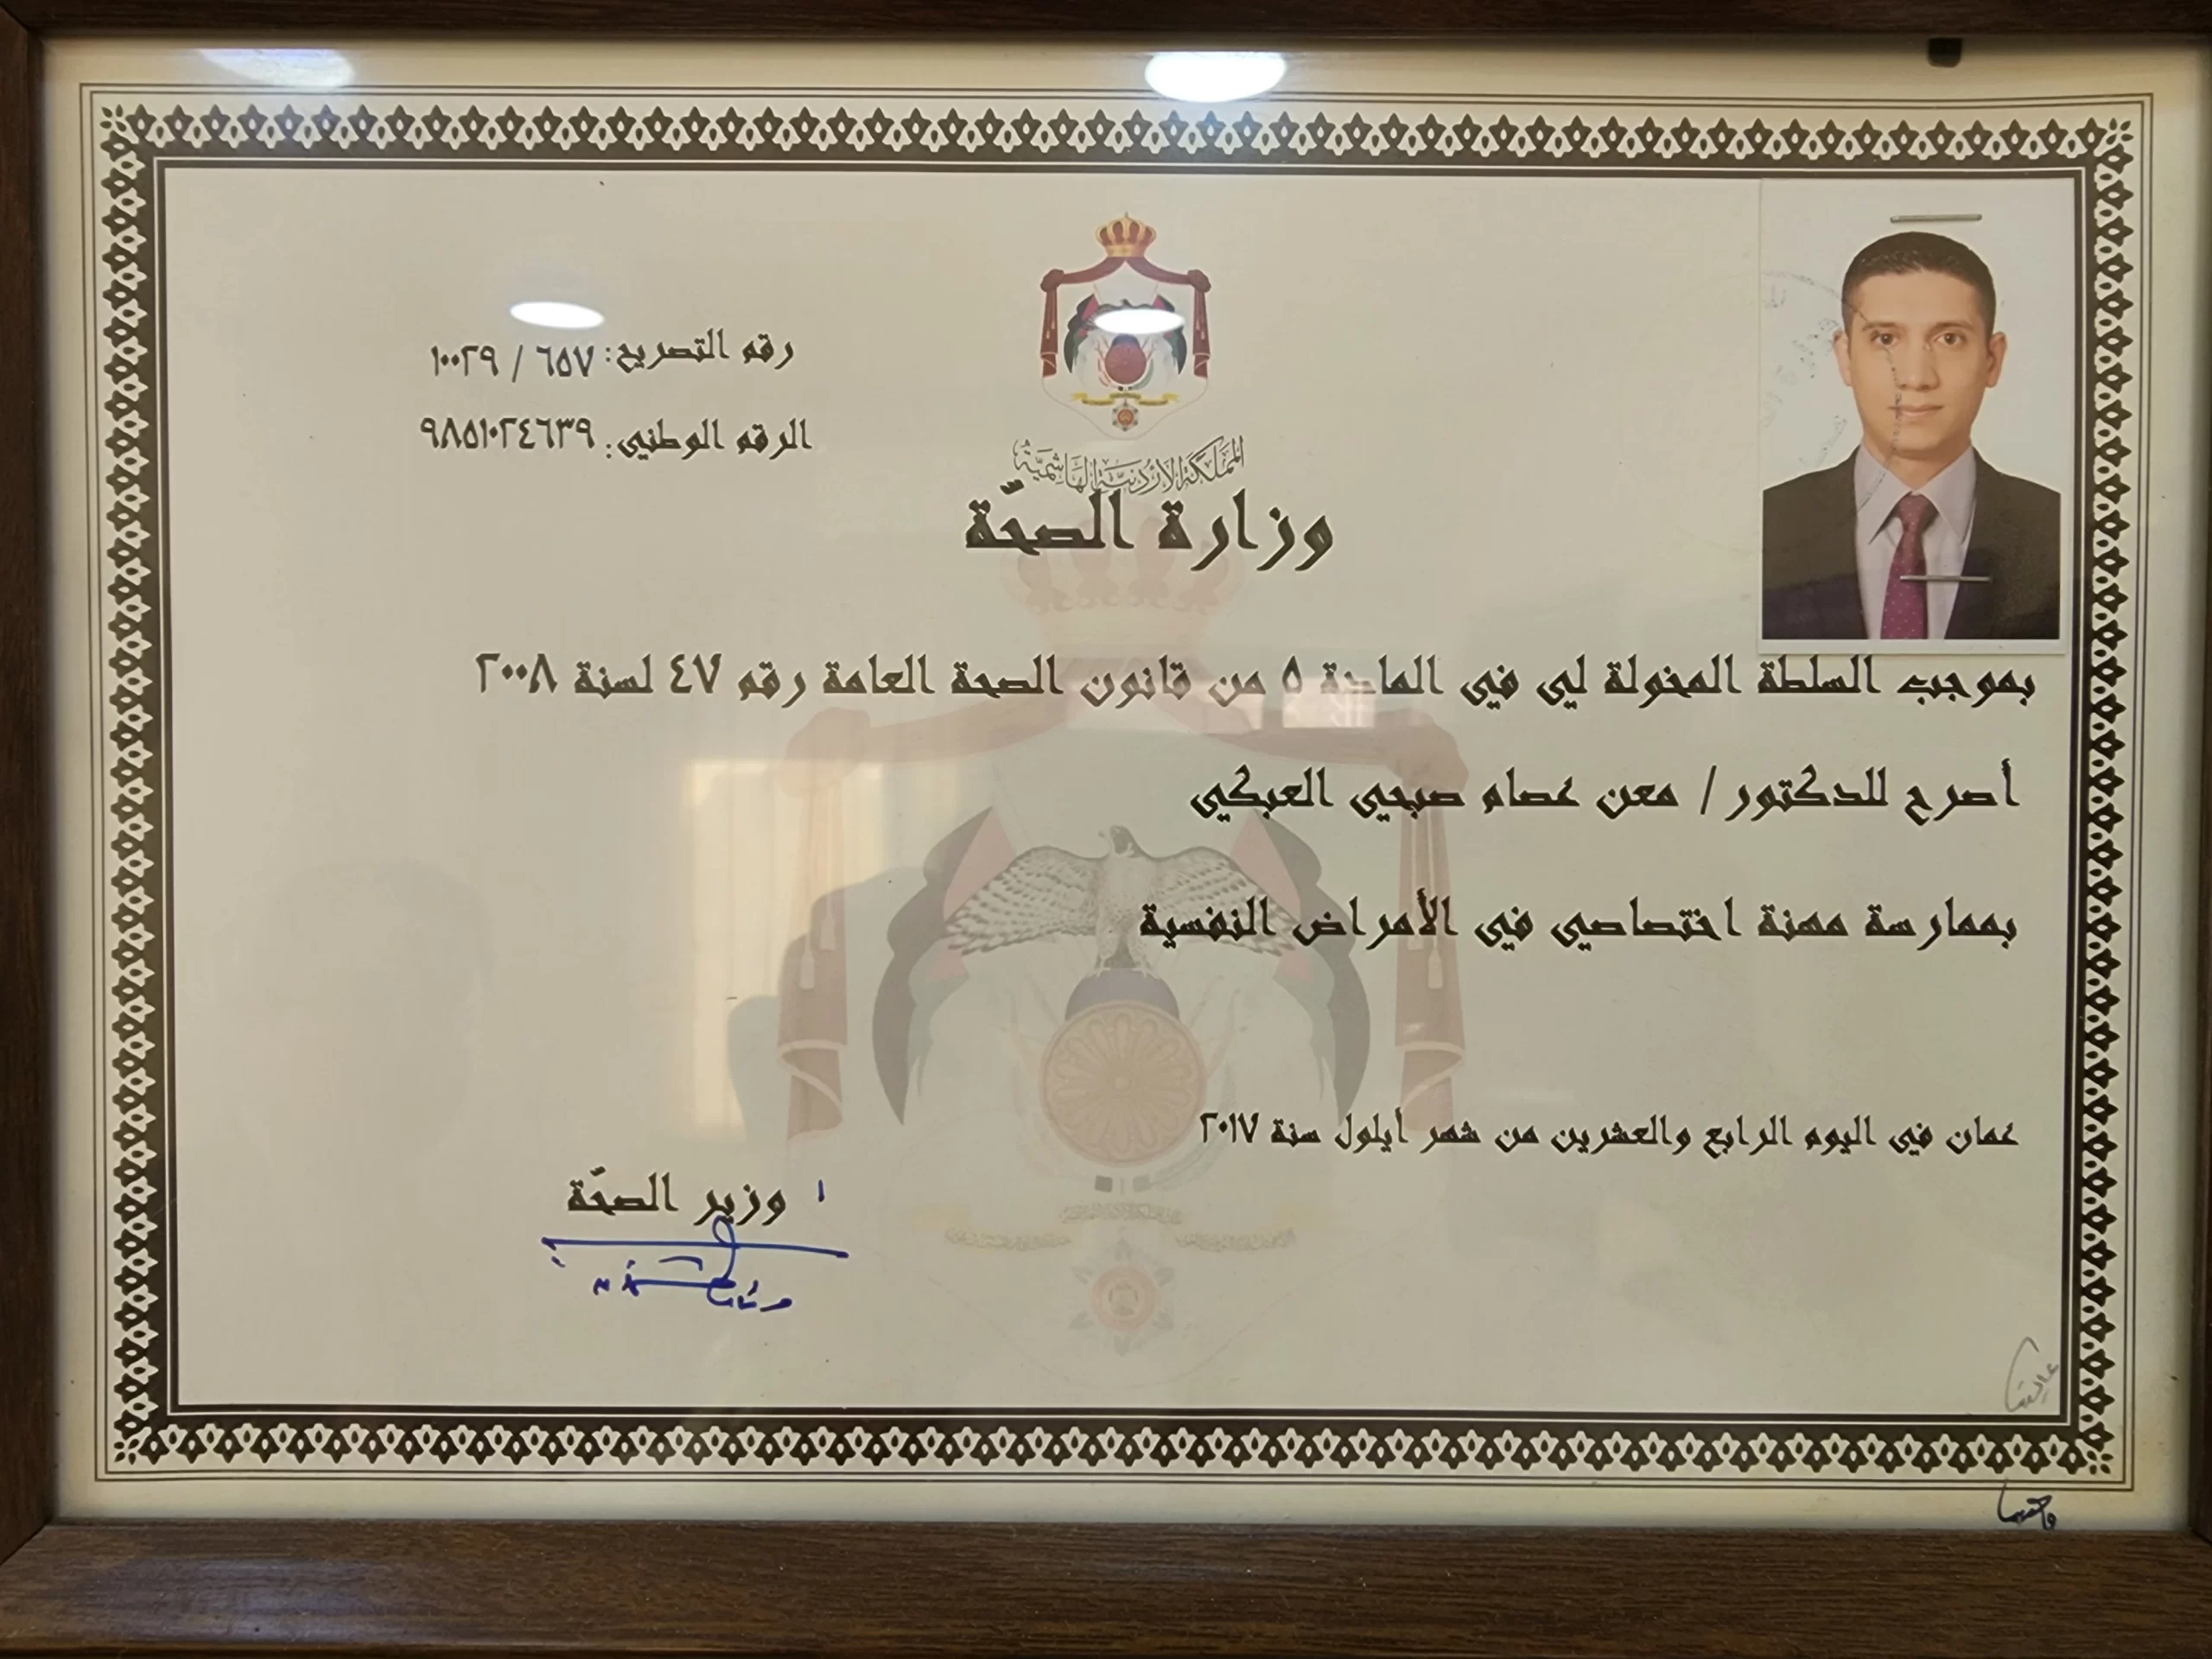 رقم التصريح: ٦٥٧ / ١٠٠٢٩
الرقم الوطني: ٩٨٥١٠٢٤٦٣٩
المملكة الأردنية الهاشمية
وزارة الصحّة
بموجب السلطة المخولة لي في المادة ٥ من قانون الصحة العامة رقم ٤٧ لسنة ٢٠٠٨
أصرح للدكتور / معن عصام صبحي العبكي
بممارسة مهنة اختصاصي في الأمراض النفسية
عمان في اليوم الرابع والعشرين من شهر أيلول سنة ٢٠١٧
وزير الصحّة